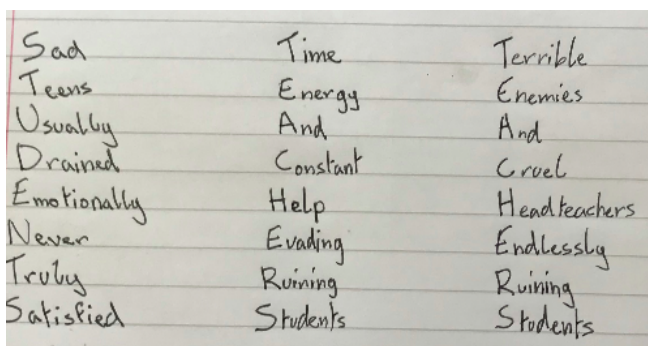 Sad Time Terrible
Teens Energy Enemies
Usually And And
Drained Constant Cruel
Emotionally Help Headteachers
Never Evading Endlessly
Truly Ruining Ruining
Satisfied Students Students